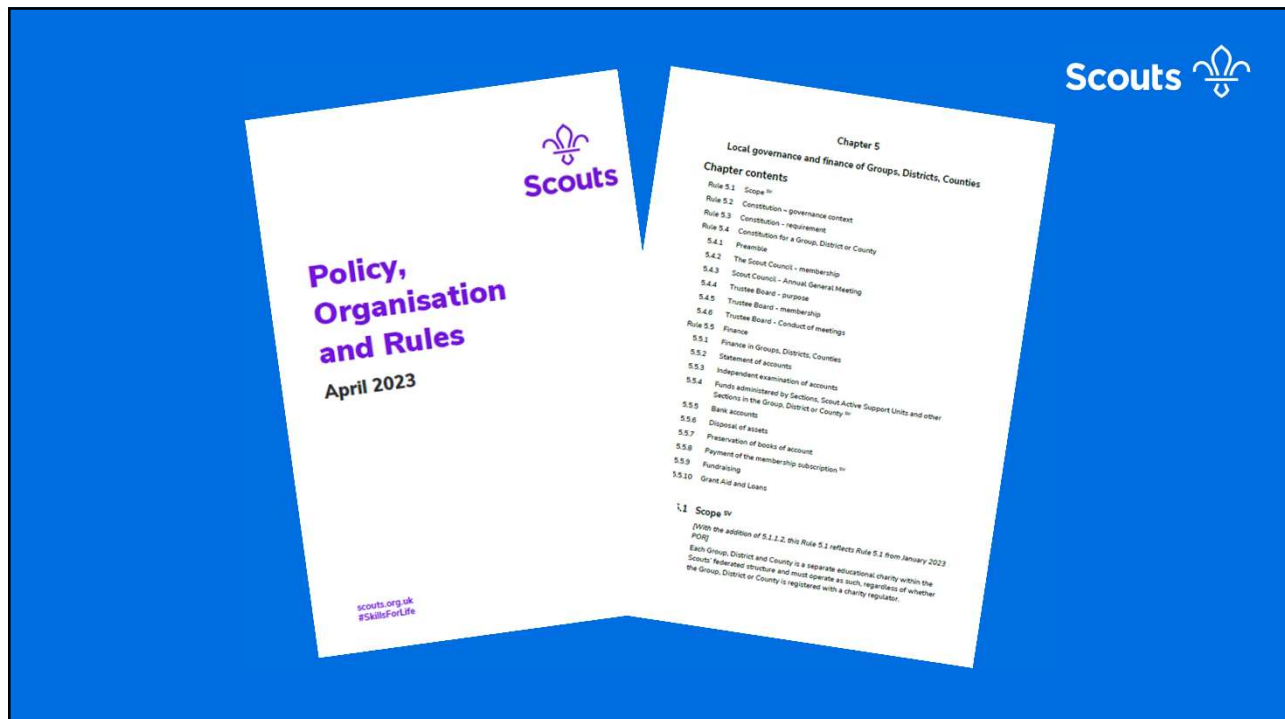 Scouts
Scouts
Policy,
Organisation
and Rules
April 2023
scouts.org.uk
#SkillsForLife
Chapter 5
Local governance and finance of Groups, Districts, Counties
Chapter contents
Rule 5.1 Scope SV
Rule 5.2 Constitution – governance context
Rule 5.3 Constitution - requirement
Rule 5.4 Constitution for a Group, District or County
5.4.1 Preamble
5.4.2 The Scout Council - membership
5.4.3 Scout Council – Annual General Meeting
5.4.4 Trustee Board - purpose
5.4.5 Trustee Board - membership
5.4.6 Trustee Board - Conduct of meetings
Rule 5.5 Finance
5.5.1 Finance in Groups, Districts, Counties
5.5.2 Statement of accounts
5.5.3 Independent examination of accounts
5.5.4 Funds administered by Sections, Scout Active Support Units and other
Sections in the Group, District or County SV
5.5.5 Bank accounts
5.5.6 Disposal of assets
5.5.7 Preservation of books of account
5.5.8 Payment of the membership subscription SV
5.5.9 Fundraising
5.5.10 Grant Aid and Loans
5.1 Scope SV
[With the addition of 5.1.1.2, this Rule 5.1 reflects Rule 5.1 from January 2023
POR]
Each Group, District and County is a separate educational charity within the
Scouts' federated structure and must operate as such, regardless of whether
the Group, District or County is registered with a charity regulator.